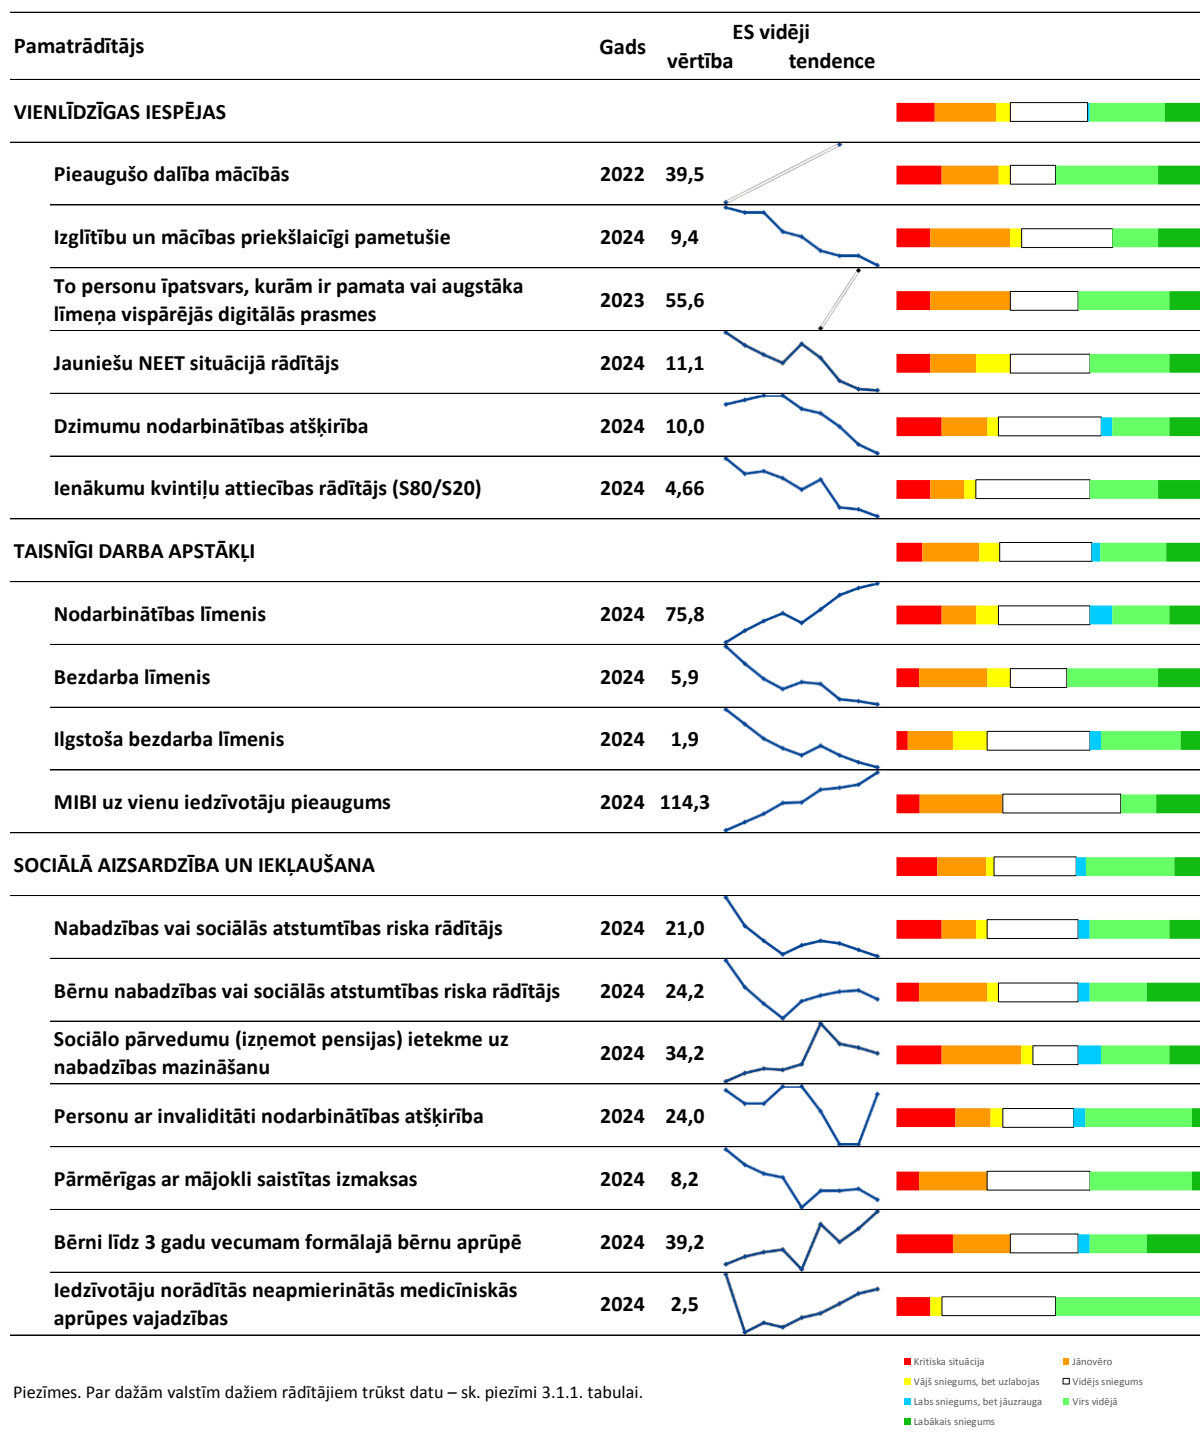 Pamatrādītājs Gads ES vidēji
vērtība tendence
VIENLĪDZĪGAS IESPĒJAS
Pieaugušo dalība mācībās 2022 39,5
Izglītību un mācības priekšlaicīgi pametušie 2024 9,4
To personu īpatsvars, kurām ir pamata vai augstāka
līmeņa vispārējās digitālās prasmes 2023 55,6
Jauniešu NEET situācijā rādītājs 2024 11,1
Dzimumu nodarbinātības atšķirība 2024 10,0
Ienākumu kvintiļu attiecības rādītājs (S80/S20) 2024 4,66
TAISNĪGI DARBA APSTĀKĻI
Nodarbinātības līmenis 2024 75,8
Bezdarba līmenis 2024 5,9
Ilgstoša bezdarba līmenis 2024 1,9
MIBI uz vienu iedzīvotāju pieaugums 2024 114,3
SOCIĀLĀ AIZSARDZĪBA UN IEKĻAUŠANA
Nabadzības vai sociālās atstumtības riska rādītājs 2024 21,0
Bērnu nabadzības vai sociālās atstumtības riska rādītājs 2024 24,2
Sociālo pārvedumu (izņemot pensijas) ietekme uz
nabadzības mazināšanu 2024 34,2
Personu ar invaliditāti nodarbinātības atšķirība 2024 24,0
Pārmērīgas ar mājokli saistītas izmaksas 2024 8,2
Bērni līdz 3 gadu vecumam formālajā bērnu aprūpē 2024 39,2
Iedzīvotāju norādītās neapmierinātās medicīniskās
aprūpes vajadzības 2024 2,5
Kritiska situācija Jānovēro
Vājš sniegums, bet uzlabojas Vidējs sniegums
Labs sniegums, bet jāuzrauga Virs vidējā
Labākais sniegums
Piezīmes. Par dažām valstīm dažiem rādītājiem trūkst datu – sk. piezīmi 3.1.1. tabulai.